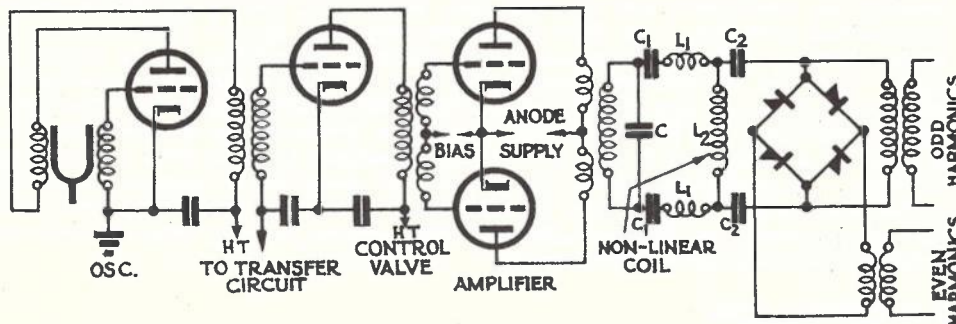 OSC.
HT
TO TRANSFER
CIRCUIT
HT
CONTROL
VALVE
BIAS
ANODE
SUPPLY
AMPLIFIER
C1
L1
C2
C
L2
C1
L1
C2
NON-LINEAR
COIL
ODD
HARMONICS
EVEN
HARMONICS